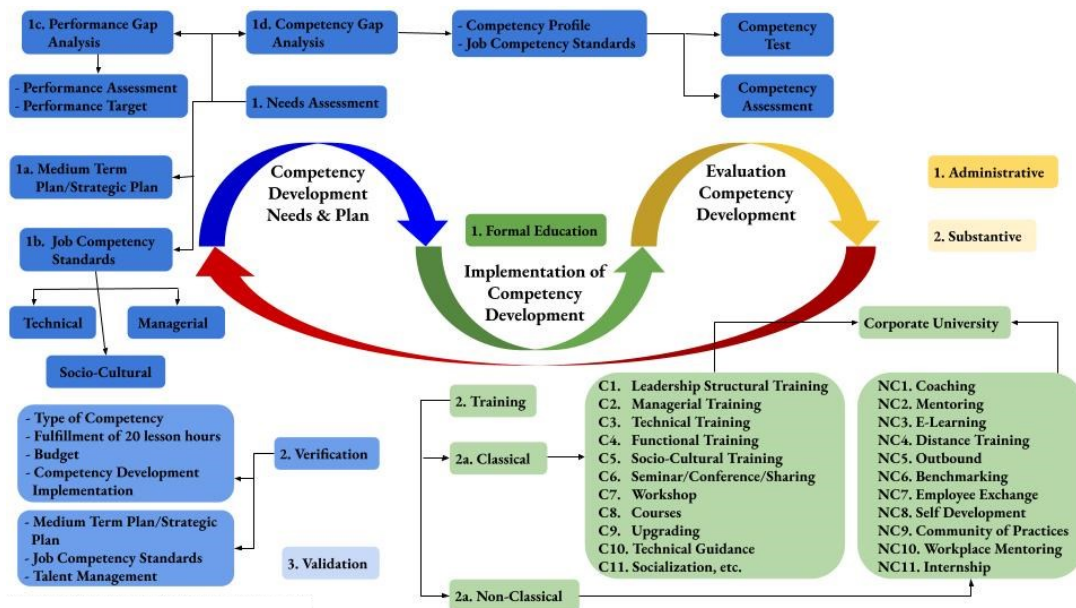 1c. Performance Gap
Analysis
1d. Competency Gap
Analysis
- Competency Profile
- Job Competency Standards
Competency
Test
- Performance Assessment
- Performance Target
1. Needs Assessment
Competency
Assessment
1a. Medium Term
Plan/Strategic Plan
1b. Job Competency
Standards
Technical
Managerial
Socio-Cultural
Competency
Development
Needs & Plan
1. Formal Education
Implementation of
Competency
Development
Evaluation
Competency
Development
1. Administrative
2. Substantive
Corporate University
- Type of Competency
- Fulfillment of 20 lesson hours
- Budget
- Competency Development
Implementation
2. Verification
- Medium Term Plan/Strategic
Plan
- Job Competency Standards
- Talent Management
3. Validation
2. Training
2a. Classical
2a. Non-Classical
C1. Leadership Structural Training
C2. Managerial Training
C3. Technical Training
C4. Functional Training
C5. Socio-Cultural Training
C6. Seminar/Conference/Sharing
C7. Workshop
C8. Courses
C9. Upgrading
C10. Technical Guidance
C11. Socialization, etc.
NC1. Coaching
NC2. Mentoring
NC3. E-Learning
NC4. Distance Training
NC5. Outbound
NC6. Benchmarking
NC7. Employee Exchange
NC8. Self Development
NC9. Community of Practices
NC10. Workplace Mentoring
NC11. Internship